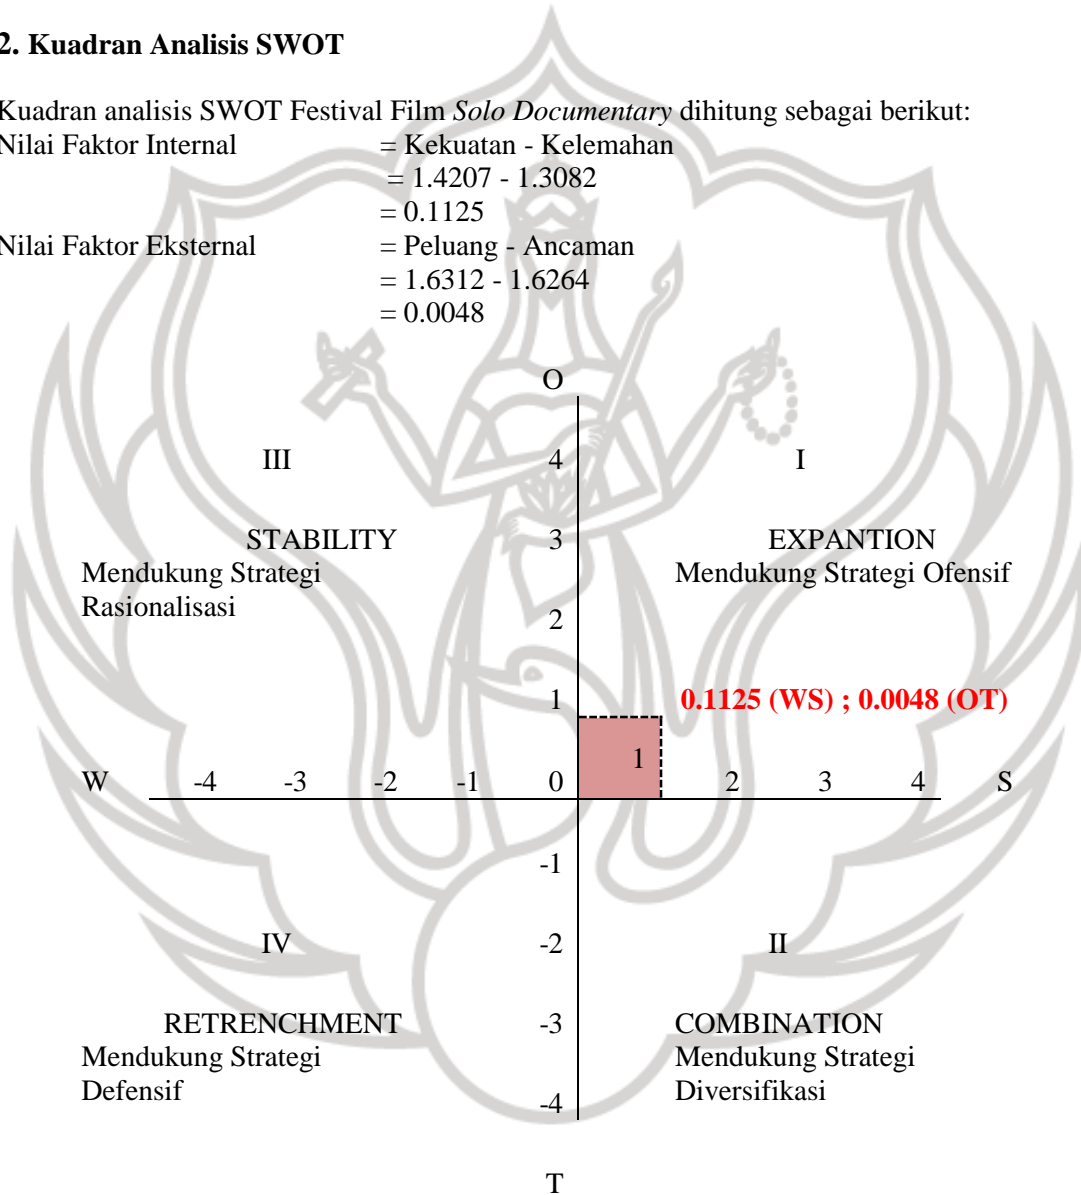 2. Kuadran Analisis SWOT
Kuadran analisis SWOT Festival Film Solo Documentary dihitung sebagai berikut:
Nilai Faktor Internal = Kekuatan - Kelemahan
= 1.4207 - 1.3082
= 0.1125
Nilai Faktor Eksternal = Peluang - Ancaman
= 1.6312 - 1.6264
= 0.0048
O
III 4 I
STABILITY 3 EXPANTION
Mendukung Strategi Mendukung Strategi Ofensif
Rasionalisasi
2
1 0.1125 (WS) ; 0.0048 (OT)
1
W -4 -3 -2 -1 0 2 3 4 S
-1
IV -2 II
RETRENCHMENT -3 COMBINATION
Mendukung Strategi Mendukung Strategi
Defensif Diversifikasi
-4
T